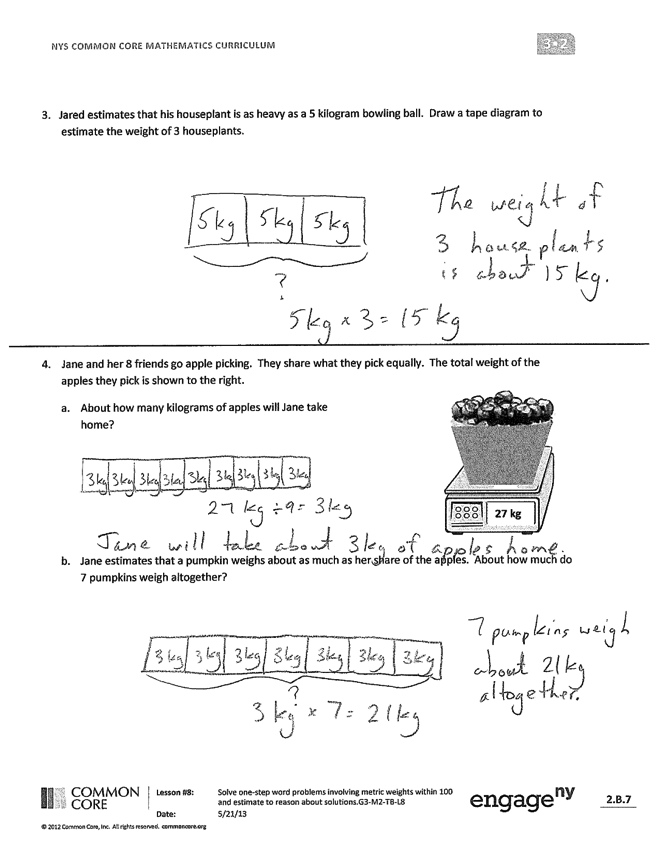 NYS COMMON CORE MATHEMATICS CURRICULUM
3•2
3. Jared estimates that his houseplant is as heavy as a 5 kilogram bowling ball. Draw a tape diagram to
estimate the weight of 3 houseplants.
5kg 5kg 5kg
?
5kg × 3 = 15 kg
The weight of
3 house plants
is about 15 kg.
4. Jane and her 8 friends go apple picking. They share what they pick equally. The total weight of the
apples they pick is shown to the right.
a. About how many kilograms of apples will Jane take
home?
3kg 3kg 3kg 3kg 3kg 3kg 3kg 3kg 3kg
27 kg ÷ 9 = 3kg
27 kg
Jane will take about 3kg of apples home.
b. Jane estimates that a pumpkin weighs about as much as her share of the apples. About how much do
7 pumpkins weigh altogether?
3kg 3kg 3kg 3kg 3kg 3kg 3kg
?
3 kg × 7 = 21kg
7 pumpkins weigh
about 21kg
altogether.
COMMON
CORE
Lesson #8:
Solve one-step word problems involving metric weights within 100
and estimate to reason about solutions.G3-M2-TB-L8
Date:
5/21/13
engageny
2.B.7
© 2012 Common Core, Inc. All rights reserved. commoncore.org